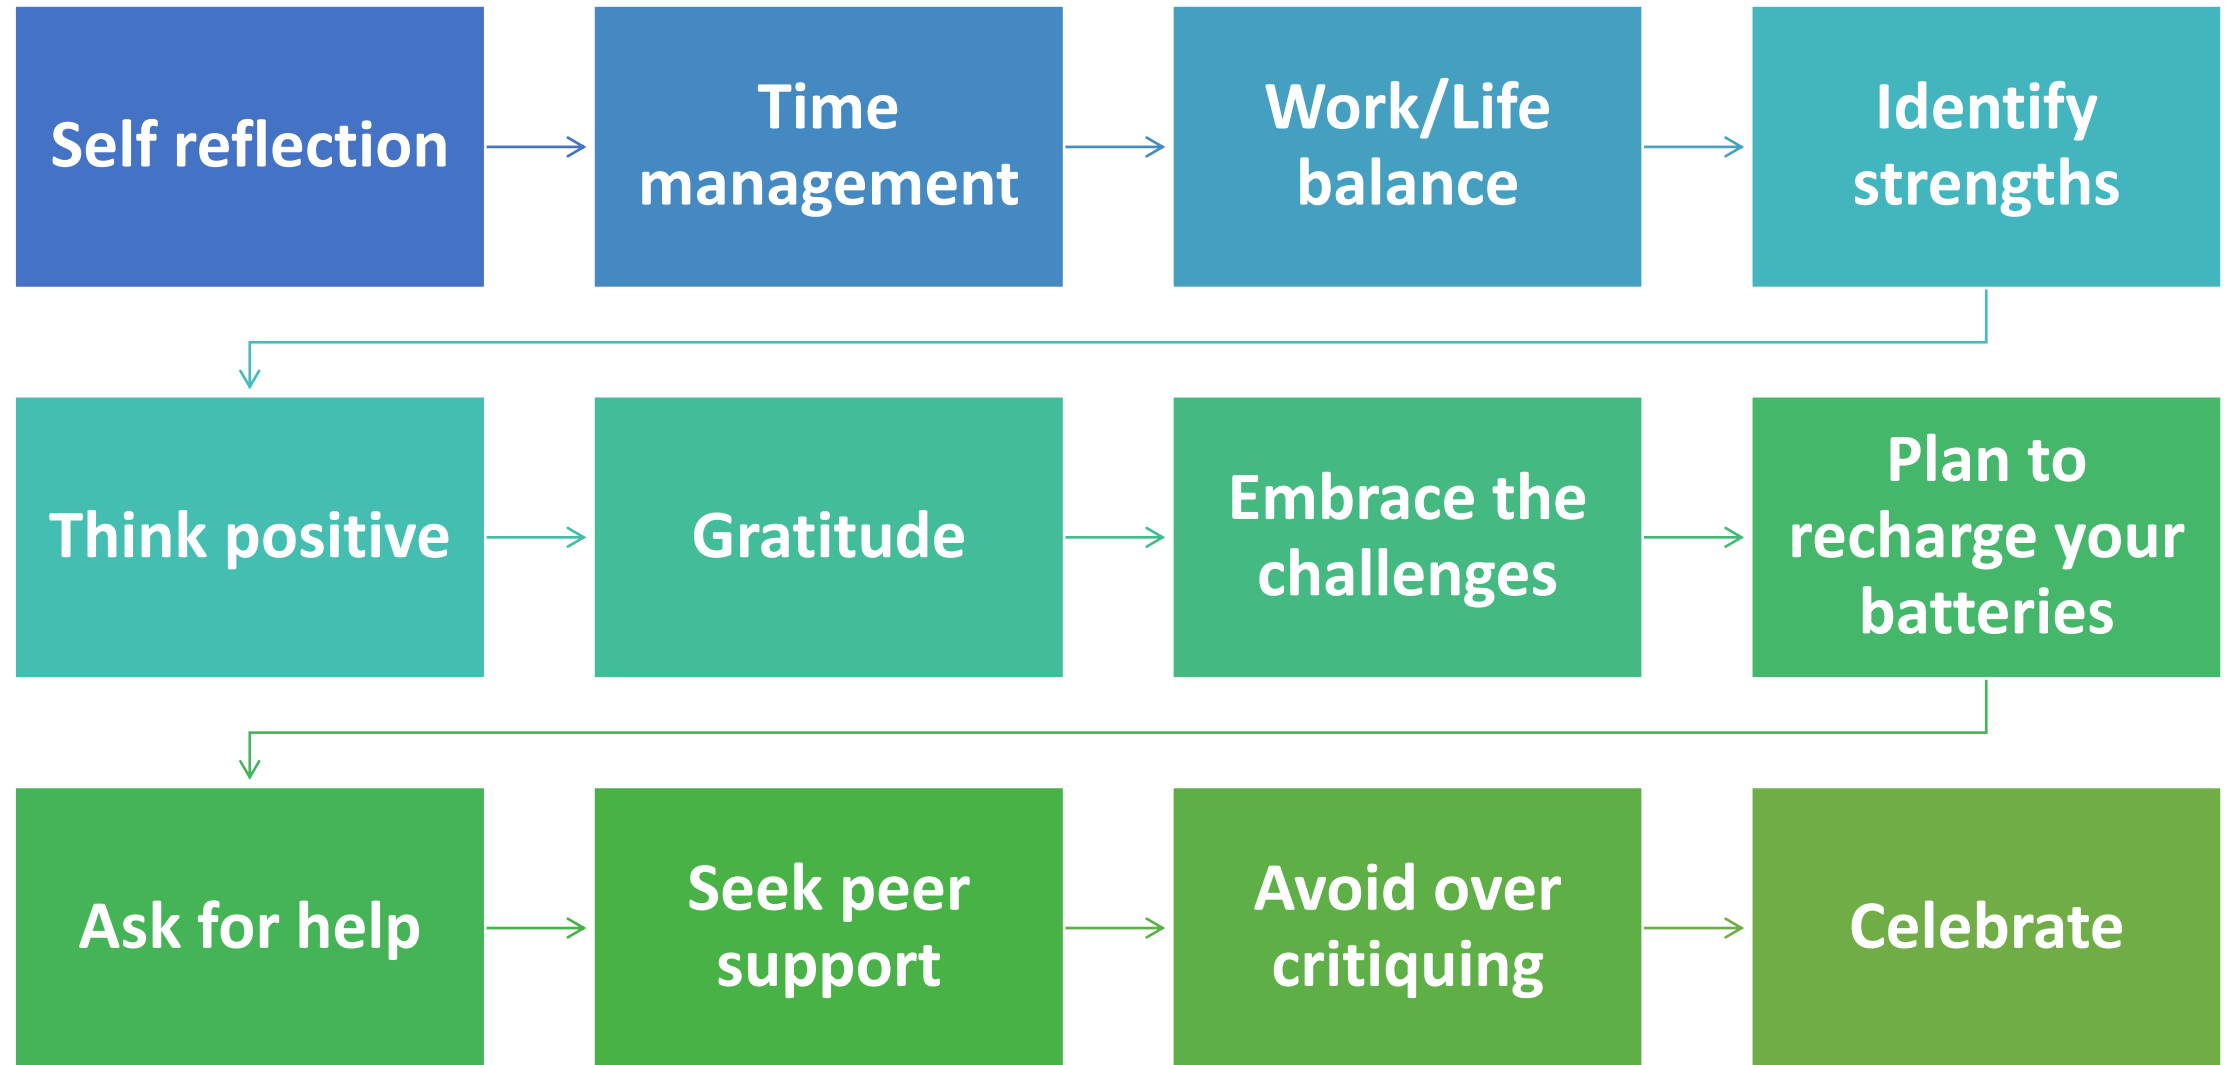 Self reflection
Time
management
Work/Life
balance
Identify
strengths
Think positive
Gratitude
Embrace the
challenges
Plan to
recharge your
batteries
Ask for help
Seek peer
support
Avoid over
critiquing
Celebrate